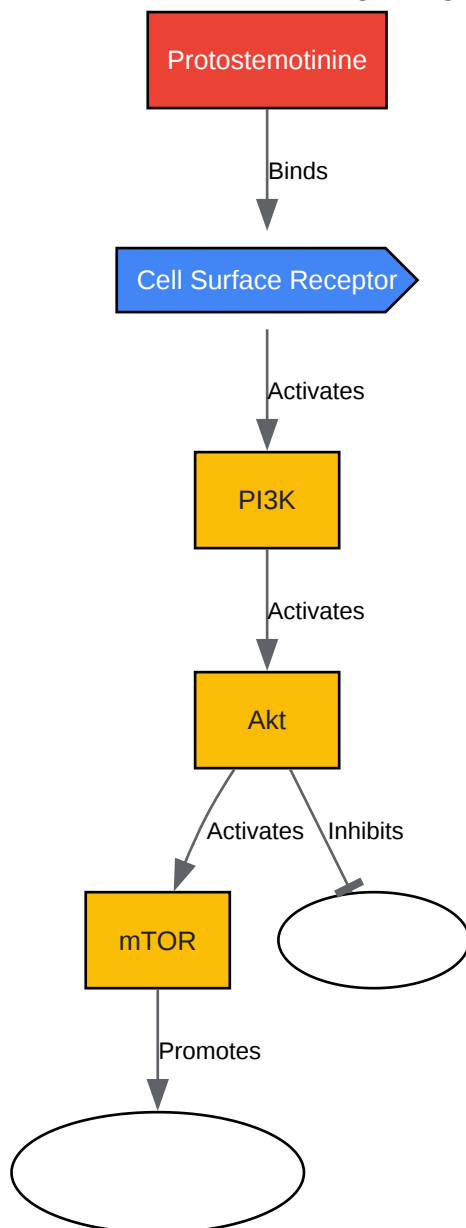 Protostemotinine
Binds
Cell Surface Receptor
Activates
PI3K
Activates
Akt
Activates
Inhibits
mTOR
Promotes